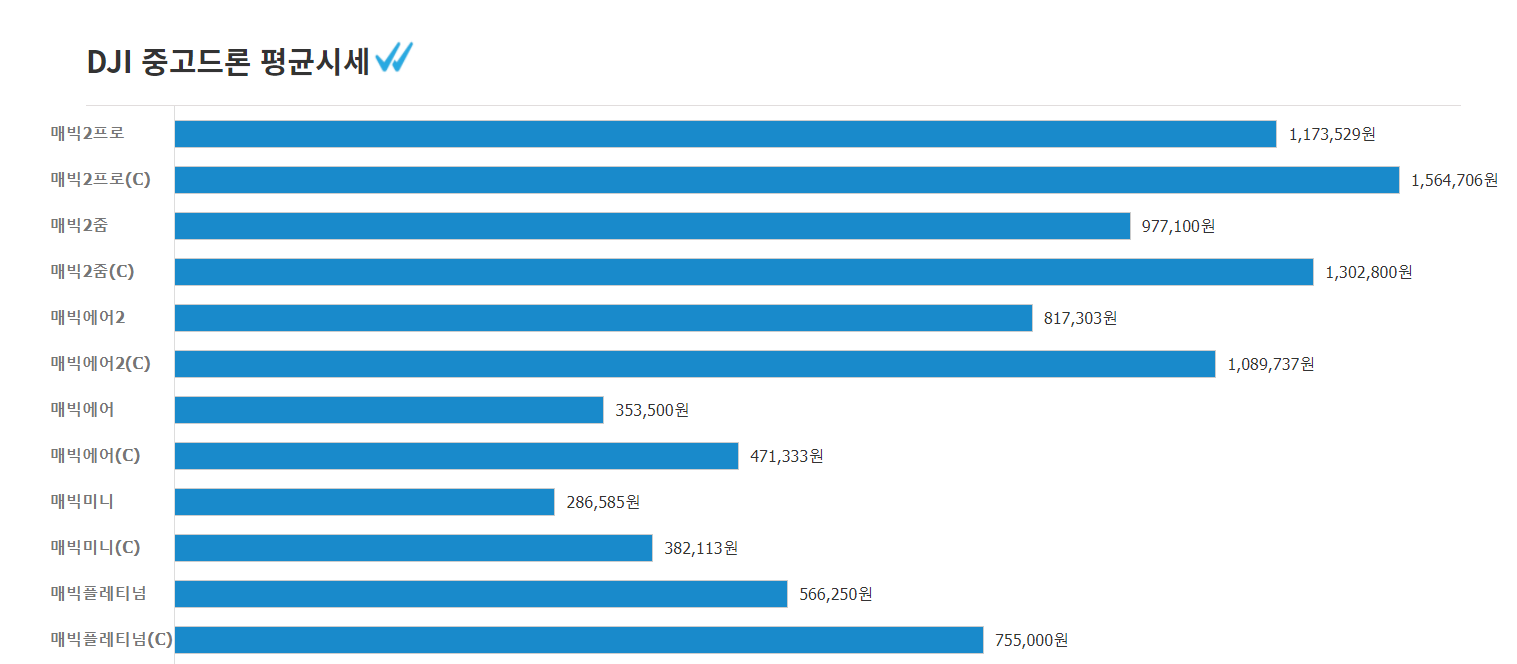 DJI 중고드론 평균시세
매빅2프로 1,173,529원
매빅2프로(C) 1,564,706원
매빅2줌 977,100원
매빅2줌(C) 1,302,800원
매빅에어2 817,303원
매빅에어2(C) 1,089,737원
매빅에어 353,500원
매빅에어(C) 471,333원
매빅미니 286,585원
매빅미니(C) 382,113원
매빅플레티넘 566,250원
매빅플레티넘(C) 755,000원